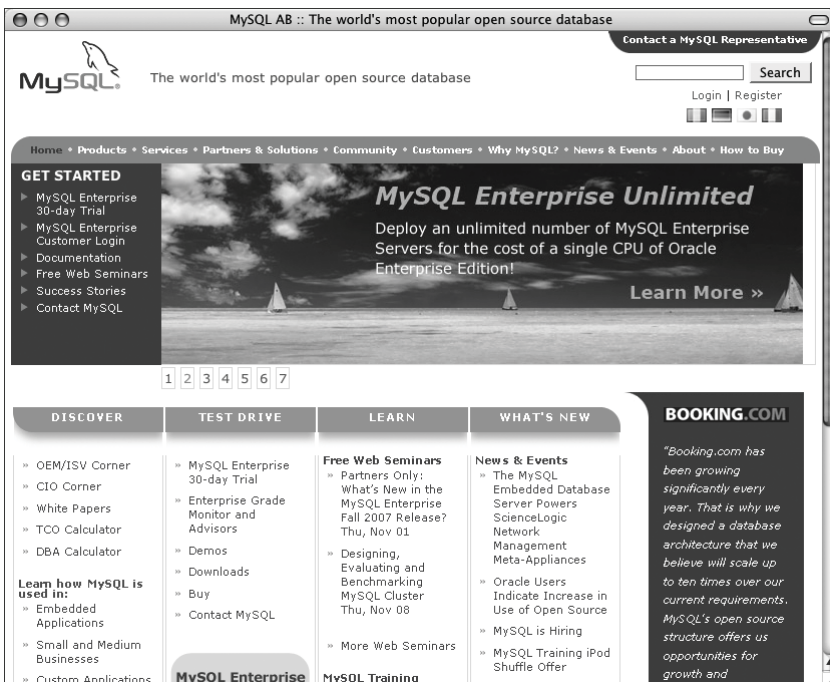 MySQL AB :: The world's most popular open source database
Contact a MySQL Representative
MySQL®
The world's most popular open source database
Search
Login | Register
Home • Products • Services • Partners & Solutions • Community • Customers • Why MySQL? • News & Events • About • How to Buy
GET STARTED
MySQL Enterprise
30-day Trial
MySQL Enterprise
Customer Login
Documentation
Free Web Seminars
Success Stories
Contact MySQL
MySQL Enterprise Unlimited
Deploy an unlimited number of MySQL Enterprise
Servers for the cost of a single CPU of Oracle
Enterprise Edition!
Learn More »
1 2 3 4 5 6 7
DISCOVER
» OEM/ISV Corner
» CIO Corner
» White Papers
» TCO Calculator
» DBA Calculator
Learn how MySQL is
used in:
» Embedded
Applications
» Small and Medium
Businesses
» Custom Applications
TEST DRIVE
» MySQL Enterprise
30-day Trial
» Enterprise Grade
Monitor and
Advisors
» Demos
» Downloads
» Buy
» Contact MySQL
MySQL Enterprise
LEARN
Free Web Seminars
» Partners Only:
What's New in the
MySQL Enterprise
Fall 2007 Release?
Thu, Nov 01
» Designing,
Evaluating and
Benchmarking
MySQL Cluster
Thu, Nov 08
» More Web Seminars
MySQL Training
WHAT'S NEW
News & Events
» The MySQL
Embedded Database
Server Powers
ScienceLogic
Network
Management
Meta-Appliances
» Oracle Users
Indicate Increase in
Use of Open Source
» MySQL is Hiring
» MySQL Training iPod
Shuffle Offer
BOOKING.COM
"Booking.com has
been growing
significantly every
year. That is why we
designed a database
architecture that we
believe will scale up
to ten times over our
current requirements.
MySQL's open source
structure offers us
opportunities for
growth and